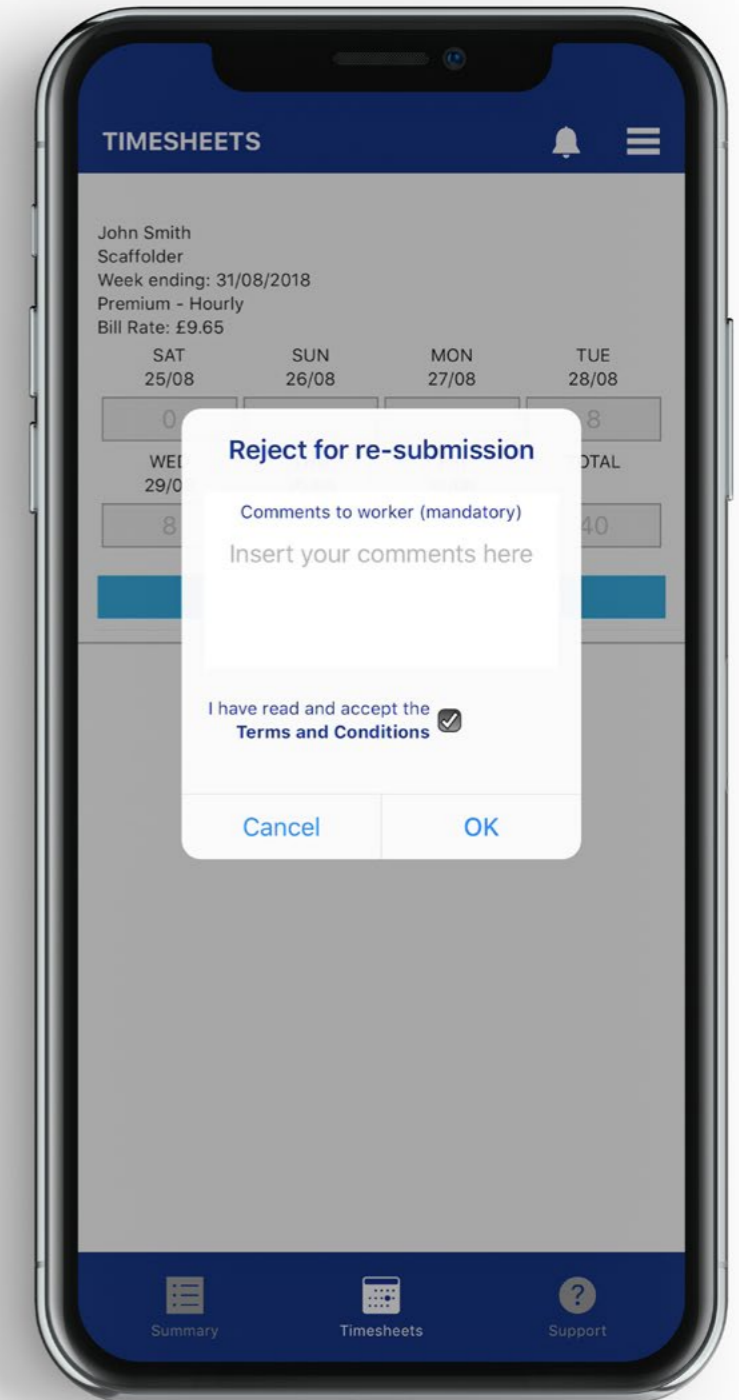 TIMESHEETS
John Smith
Scaffolder
Week ending: 31/08/2018
Premium - Hourly
Bill Rate: £9.65
SAT SUN MON TUE
25/08 26/08 27/08 28/08
0 8
TOTAL
8 40
Reject for re-submission
Comments to worker (mandatory)
Insert your comments here
I have read and accept the
Terms and Conditions
Cancel OK
Summary Timesheets Support